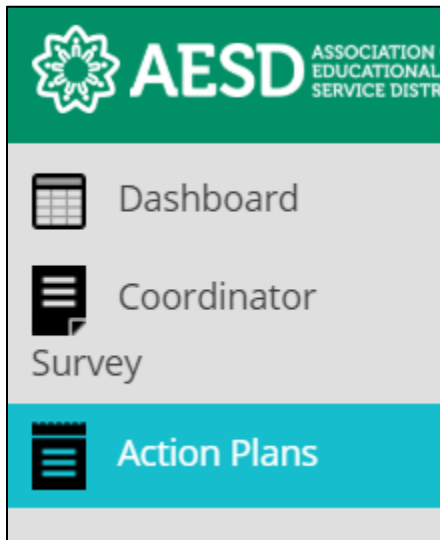 AESD
ASSOCIATION
EDUCATIONAL
SERVICE DISTR
Dashboard
Coordinator
Survey
Action Plans